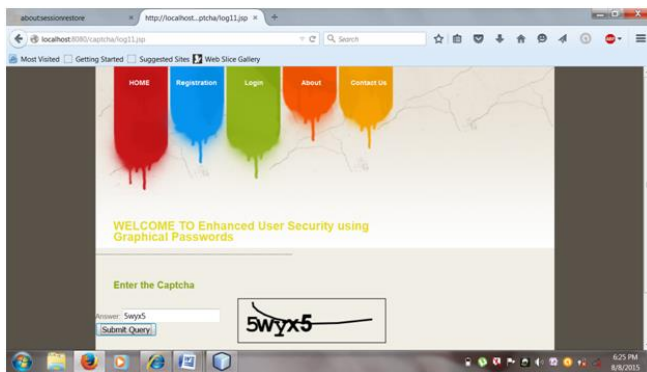 about:sessionrestore
http://localhost...ptcha/log11.jsp
localhost:8080/captcha/log11.jsp
Search
Most Visited
Getting Started
Suggested Sites
Web Slice Gallery
HOME
Registration
Login
About
Contact Us
WELCOME TO Enhanced User Security using
Graphical Passwords
Enter the Captcha
Answer: 5wyx5
Submit Query
5wyx5
6:25 PM
8/8/2015